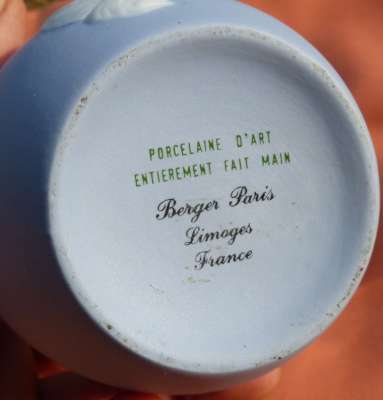 PORCELAINE D'ART
ENTIEREMENT FAIT MAIN
Berger Paris
Limoges
France